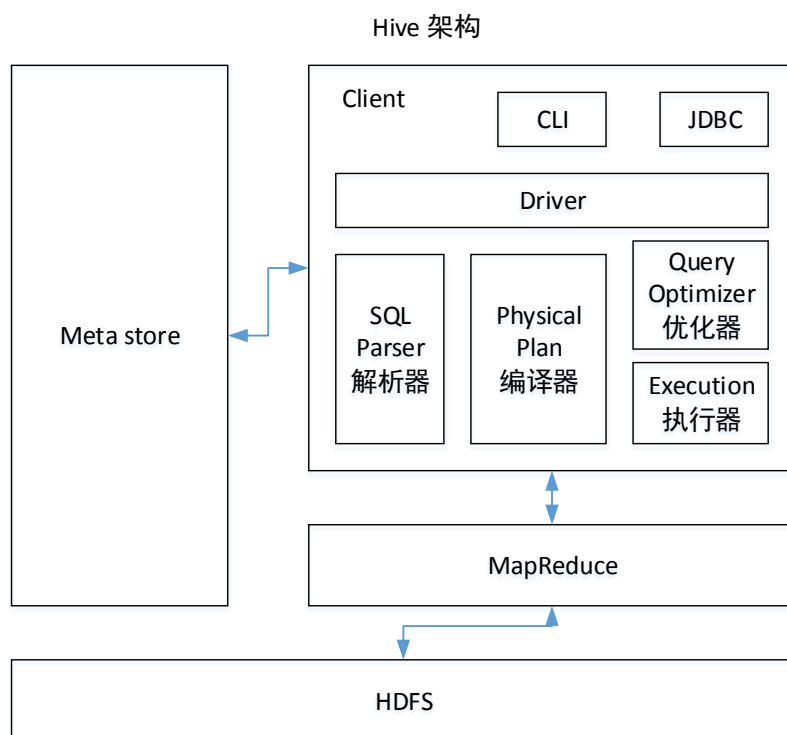 Hive 架构
Client
CLI
JDBC
Driver
Meta store
SQL
Parser
解析器
Physical
Plan
编译器
Query
Optimizer
优化器
Execution
执行器
MapReduce
HDFS